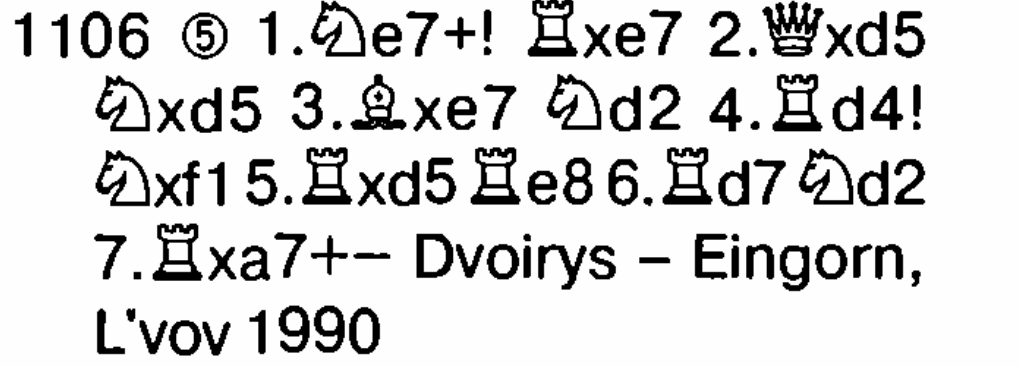 1106 ⑤ 1.♘e7+! ♖xe7 2.♕xd5
♘xd5 3.♗xe7 ♘d2 4.♖d4!
♘xf1 5.♖xd5 ♖e8 6.♖d7 ♘d2
7.♖xa7+− Dvoirys – Eingorn,
L'vov 1990